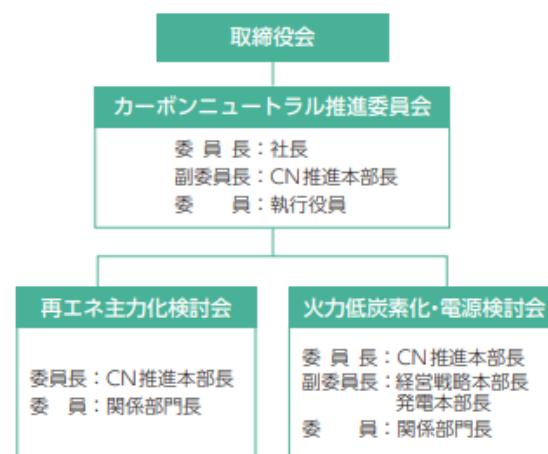 取締役会
カーボンニュートラル推進委員会
委員長：社長
副委員長：CN推進本部長
委員：執行役員
再エネ主力化検討会
委員長：CN推進本部長
委員：関係部門長
火力低炭素化・電源検討会
委員長：CN推進本部長
副委員長：経営戦略本部長
発電本部長
委員：関係部門長